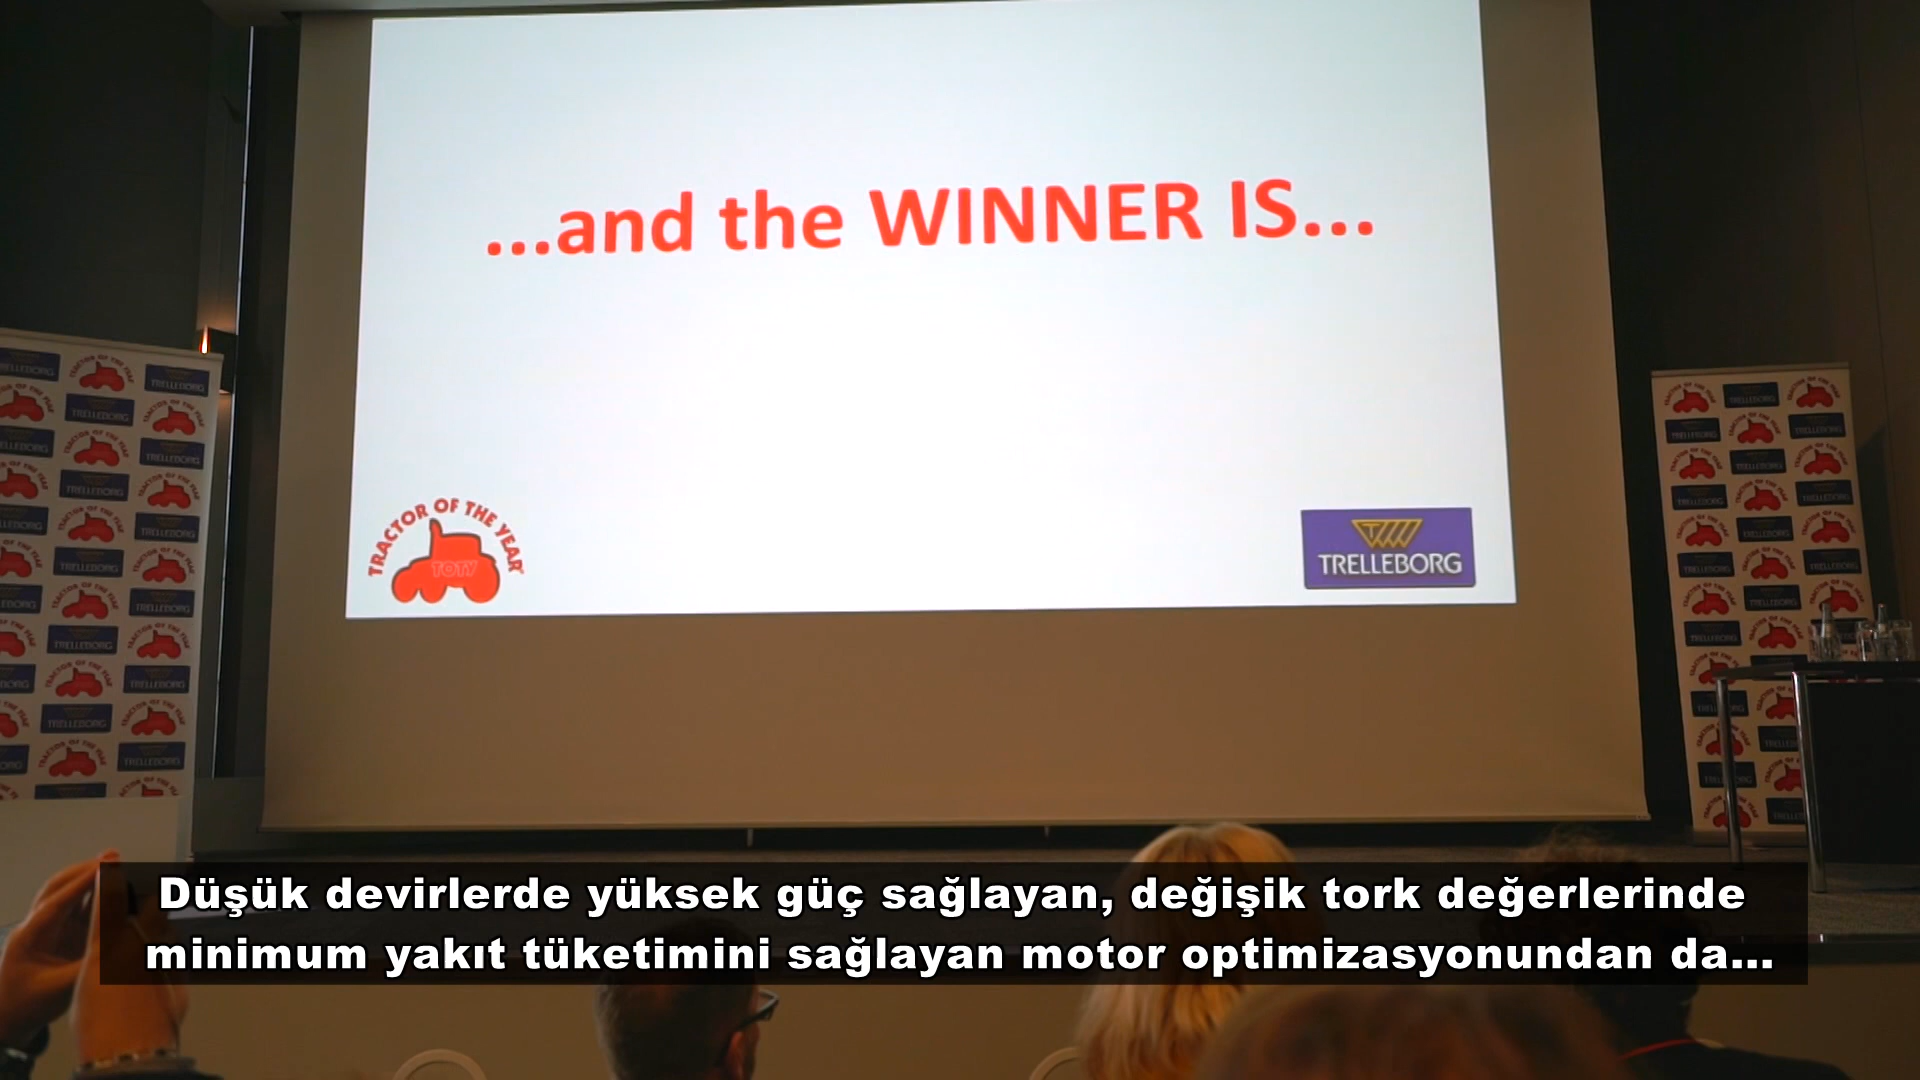 ...and the WINNER IS...
TRACTOR OF THE YEAR
TOTY
TRELLEBORG
Düşük devirlerde yüksek güç sağlayan, değişik tork değerlerinde
minimum yakıt tüketimini sağlayan motor optimizasyonundan da...